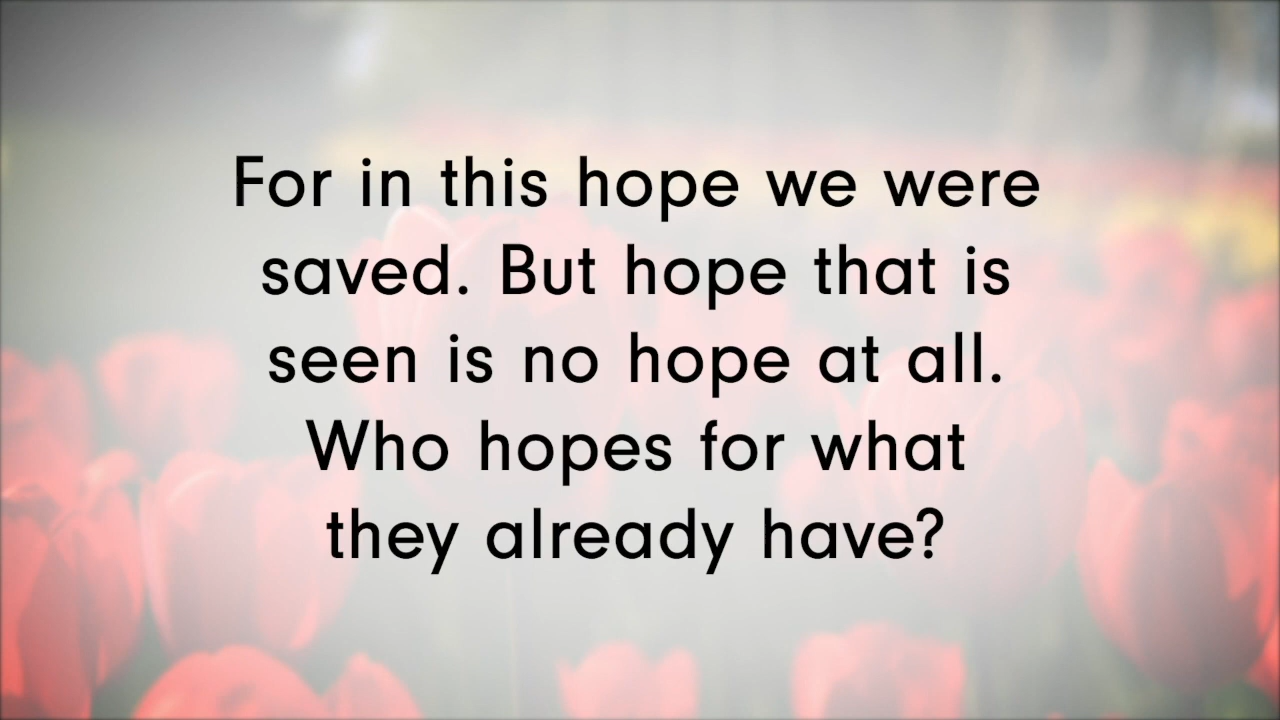 For in this hope we were
saved. But hope that is
seen is no hope at all.
Who hopes for what
they already have?